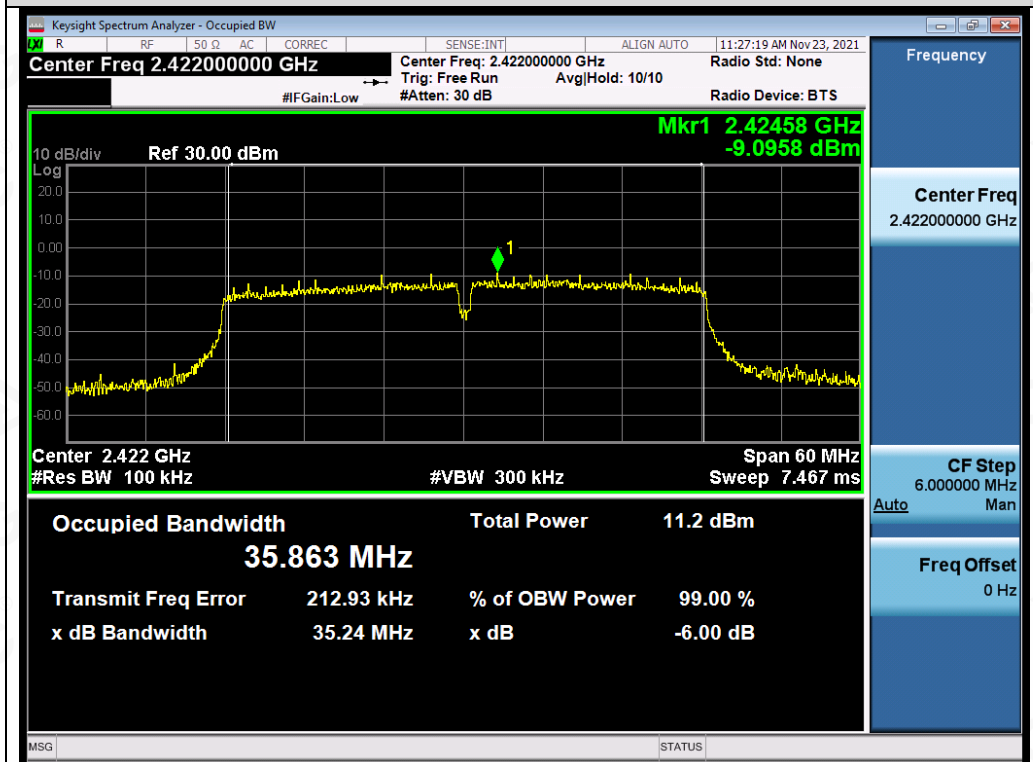 Keysight Spectrum Analyzer - Occupied BW
LXI R RF 50 Ω AC CORREC SENSE:INT ALIGN AUTO 11:27:19 AM Nov 23, 2021
Center Freq 2.422000000 GHz
Center Freq: 2.422000000 GHz Radio Std: None
Trig: Free Run Avg|Hold: 10/10
#IFGain:Low #Atten: 30 dB Radio Device: BTS
Frequency
Mkr1 2.42458 GHz
-9.0958 dBm
10 dB/div Ref 30.00 dBm
Log
20.0
10.0
0.00
-10.0
-20.0
-30.0
-40.0
-50.0
-60.0
1
Center 2.422 GHz Span 60 MHz
#Res BW 100 kHz #VBW 300 kHz Sweep 7.467 ms
Center Freq
2.422000000 GHz
CF Step
6.000000 MHz
Auto Man
Freq Offset
0 Hz
Occupied Bandwidth Total Power 11.2 dBm
35.863 MHz
Transmit Freq Error 212.93 kHz % of OBW Power 99.00 %
x dB Bandwidth 35.24 MHz x dB -6.00 dB
MSG STATUS